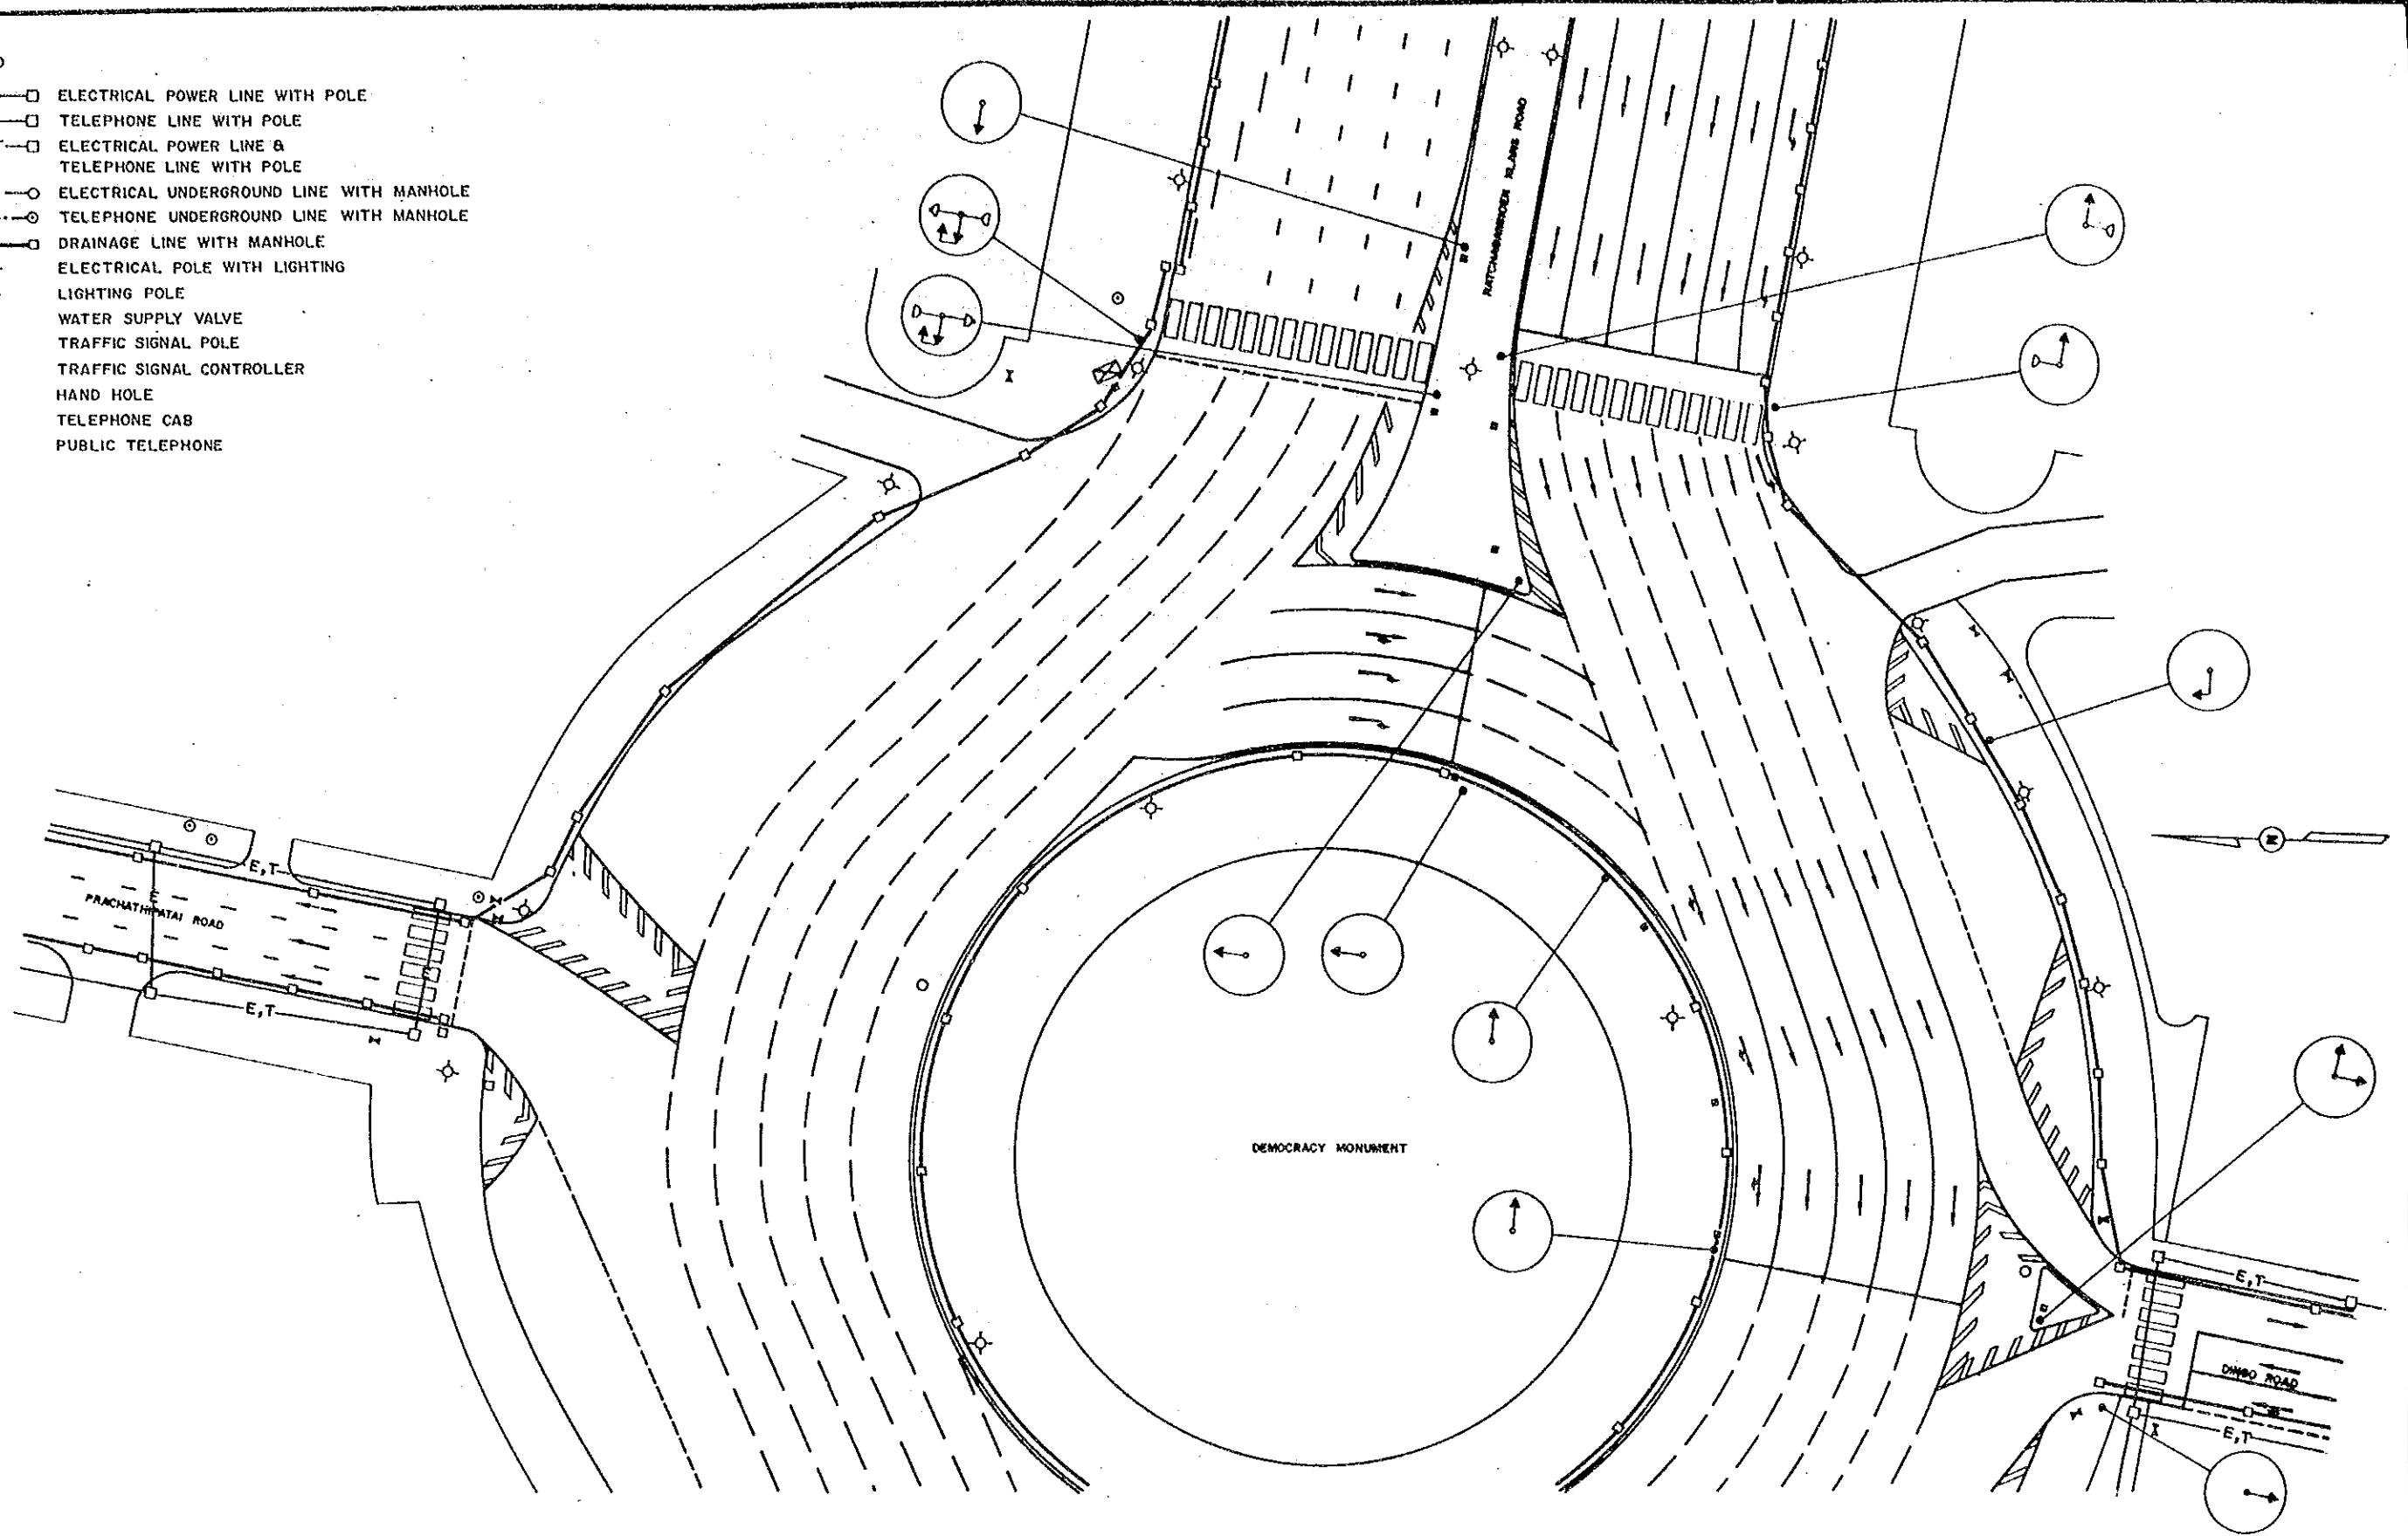 ELECTRICAL POWER LINE WITH POLE
TELEPHONE LINE WITH POLE
ELECTRICAL POWER LINE &
TELEPHONE LINE WITH POLE
ELECTRICAL UNDERGROUND LINE WITH MANHOLE
TELEPHONE UNDERGROUND LINE WITH MANHOLE
DRAINAGE LINE WITH MANHOLE
ELECTRICAL POLE WITH LIGHTING
LIGHTING POLE
WATER SUPPLY VALVE
TRAFFIC SIGNAL POLE
TRAFFIC SIGNAL CONTROLLER
HAND HOLE
TELEPHONE CAB
PUBLIC TELEPHONE
ROAD
N
E,T
E
PRACHATHIPATAI ROAD
E
E,T
DEMOCRACY MONUMENT
E,T
DINSO ROAD
E,T